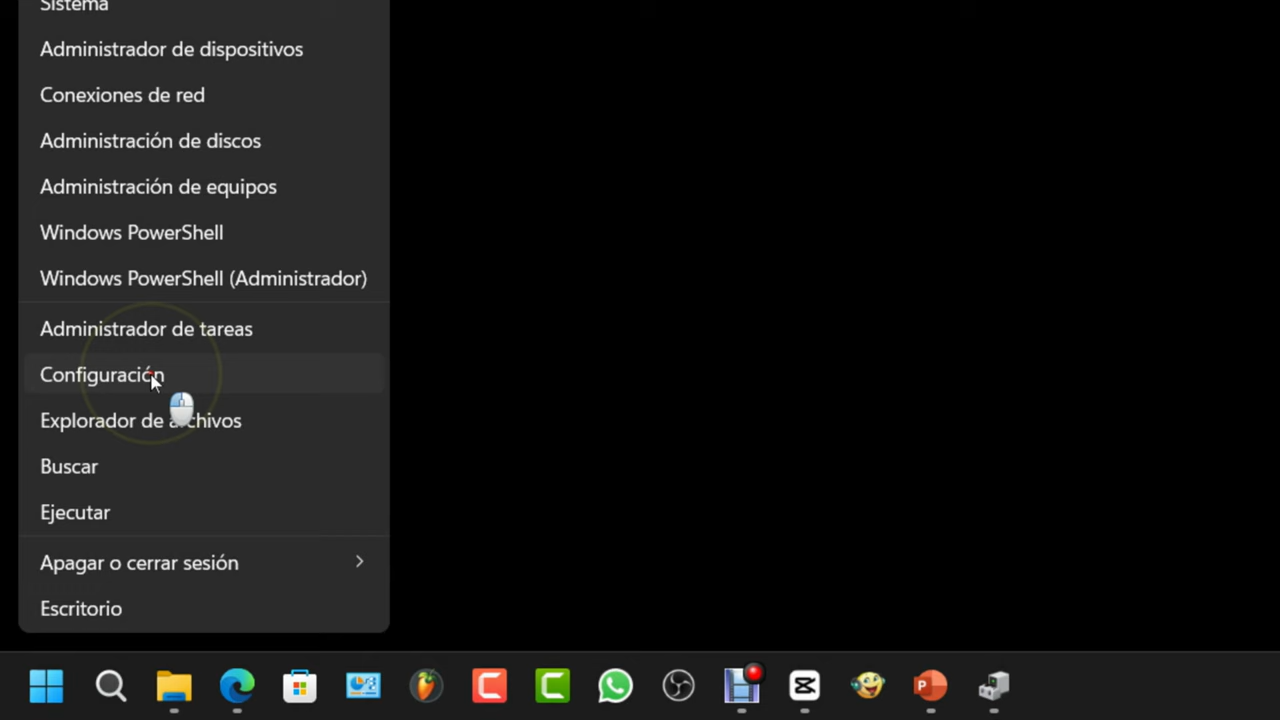 Sistema
Administrador de dispositivos
Conexiones de red
Administración de discos
Administración de equipos
Windows PowerShell
Windows PowerShell (Administrador)
Administrador de tareas
Configuración
Explorador de archivos
Buscar
Ejecutar
Apagar o cerrar sesión
Escritorio